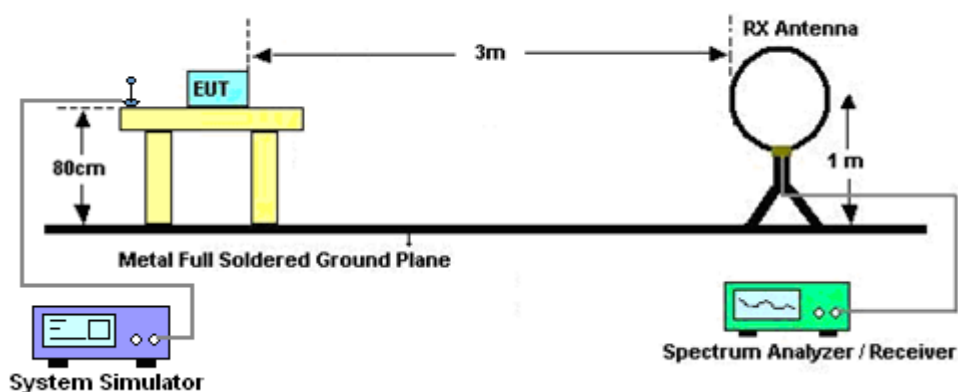 RX Antenna
3m
EUT
80cm
1 m
Metal Full Soldered Ground Plane
System Simulator
Spectrum Analyzer / Receiver